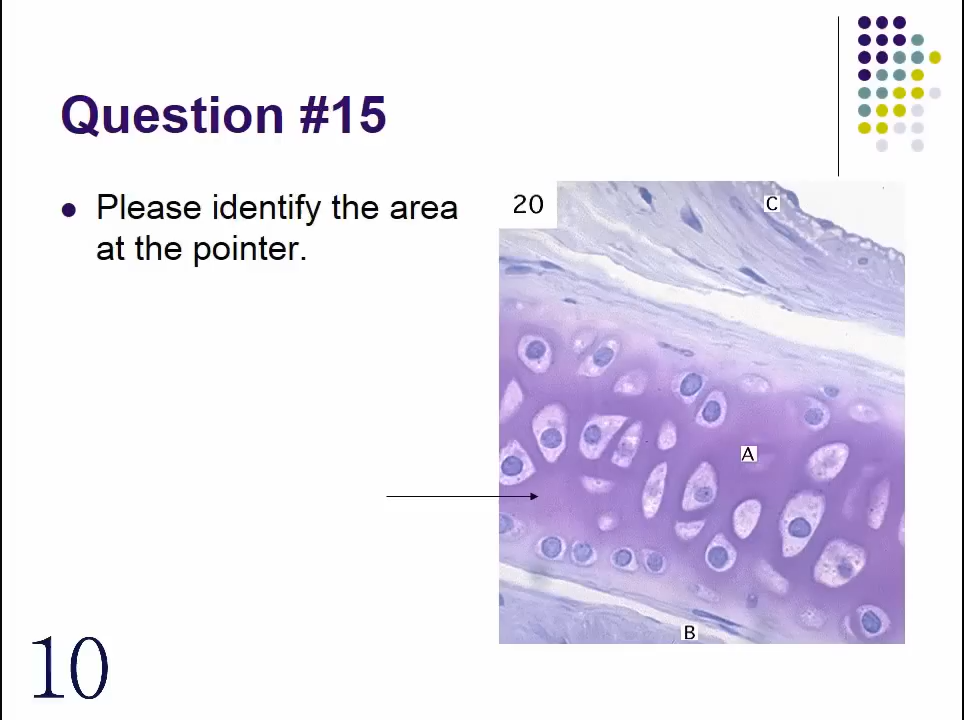 Question #15
● Please identify the area
at the pointer.
20
C
A
B
10